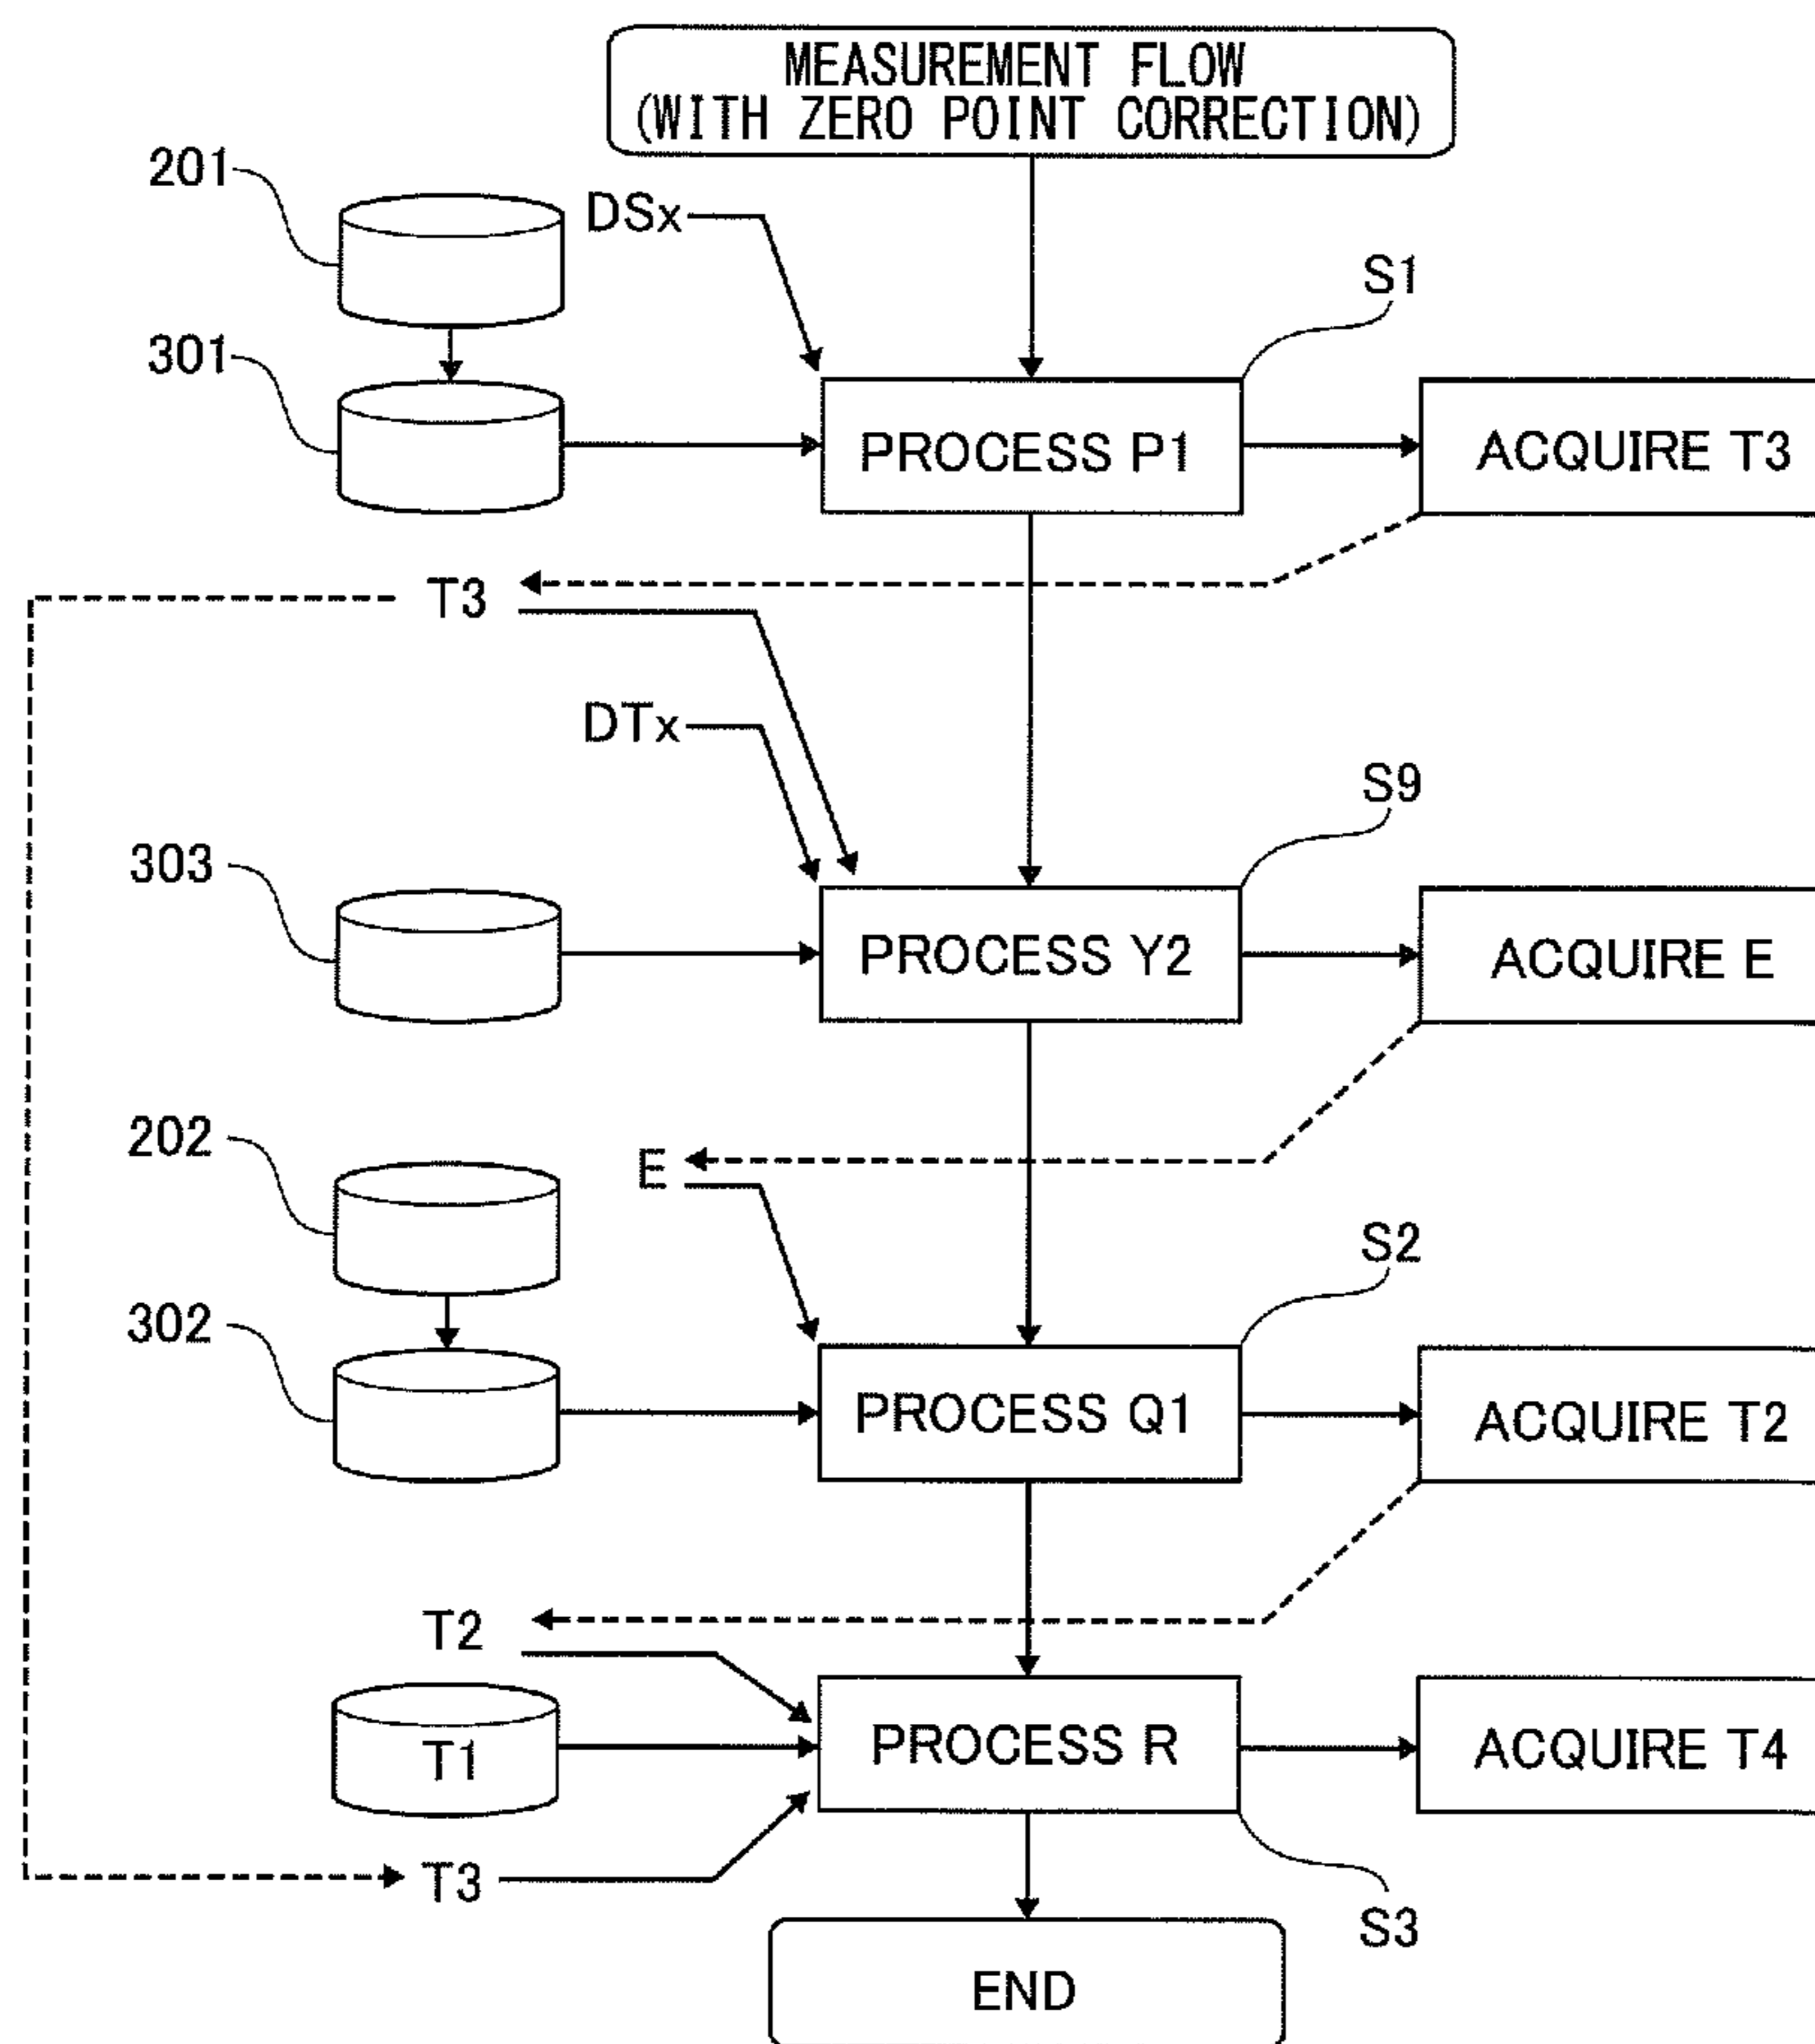 MEASUREMENT FLOW
(WITH ZERO POINT CORRECTION)
201
DSx
S1
301
PROCESS P1
ACQUIRE T3
T3
DTx
S9
303
PROCESS Y2
ACQUIRE E
202
E
S2
302
PROCESS Q1
ACQUIRE T2
T2
T1
PROCESS R
ACQUIRE T4
T3
S3
END